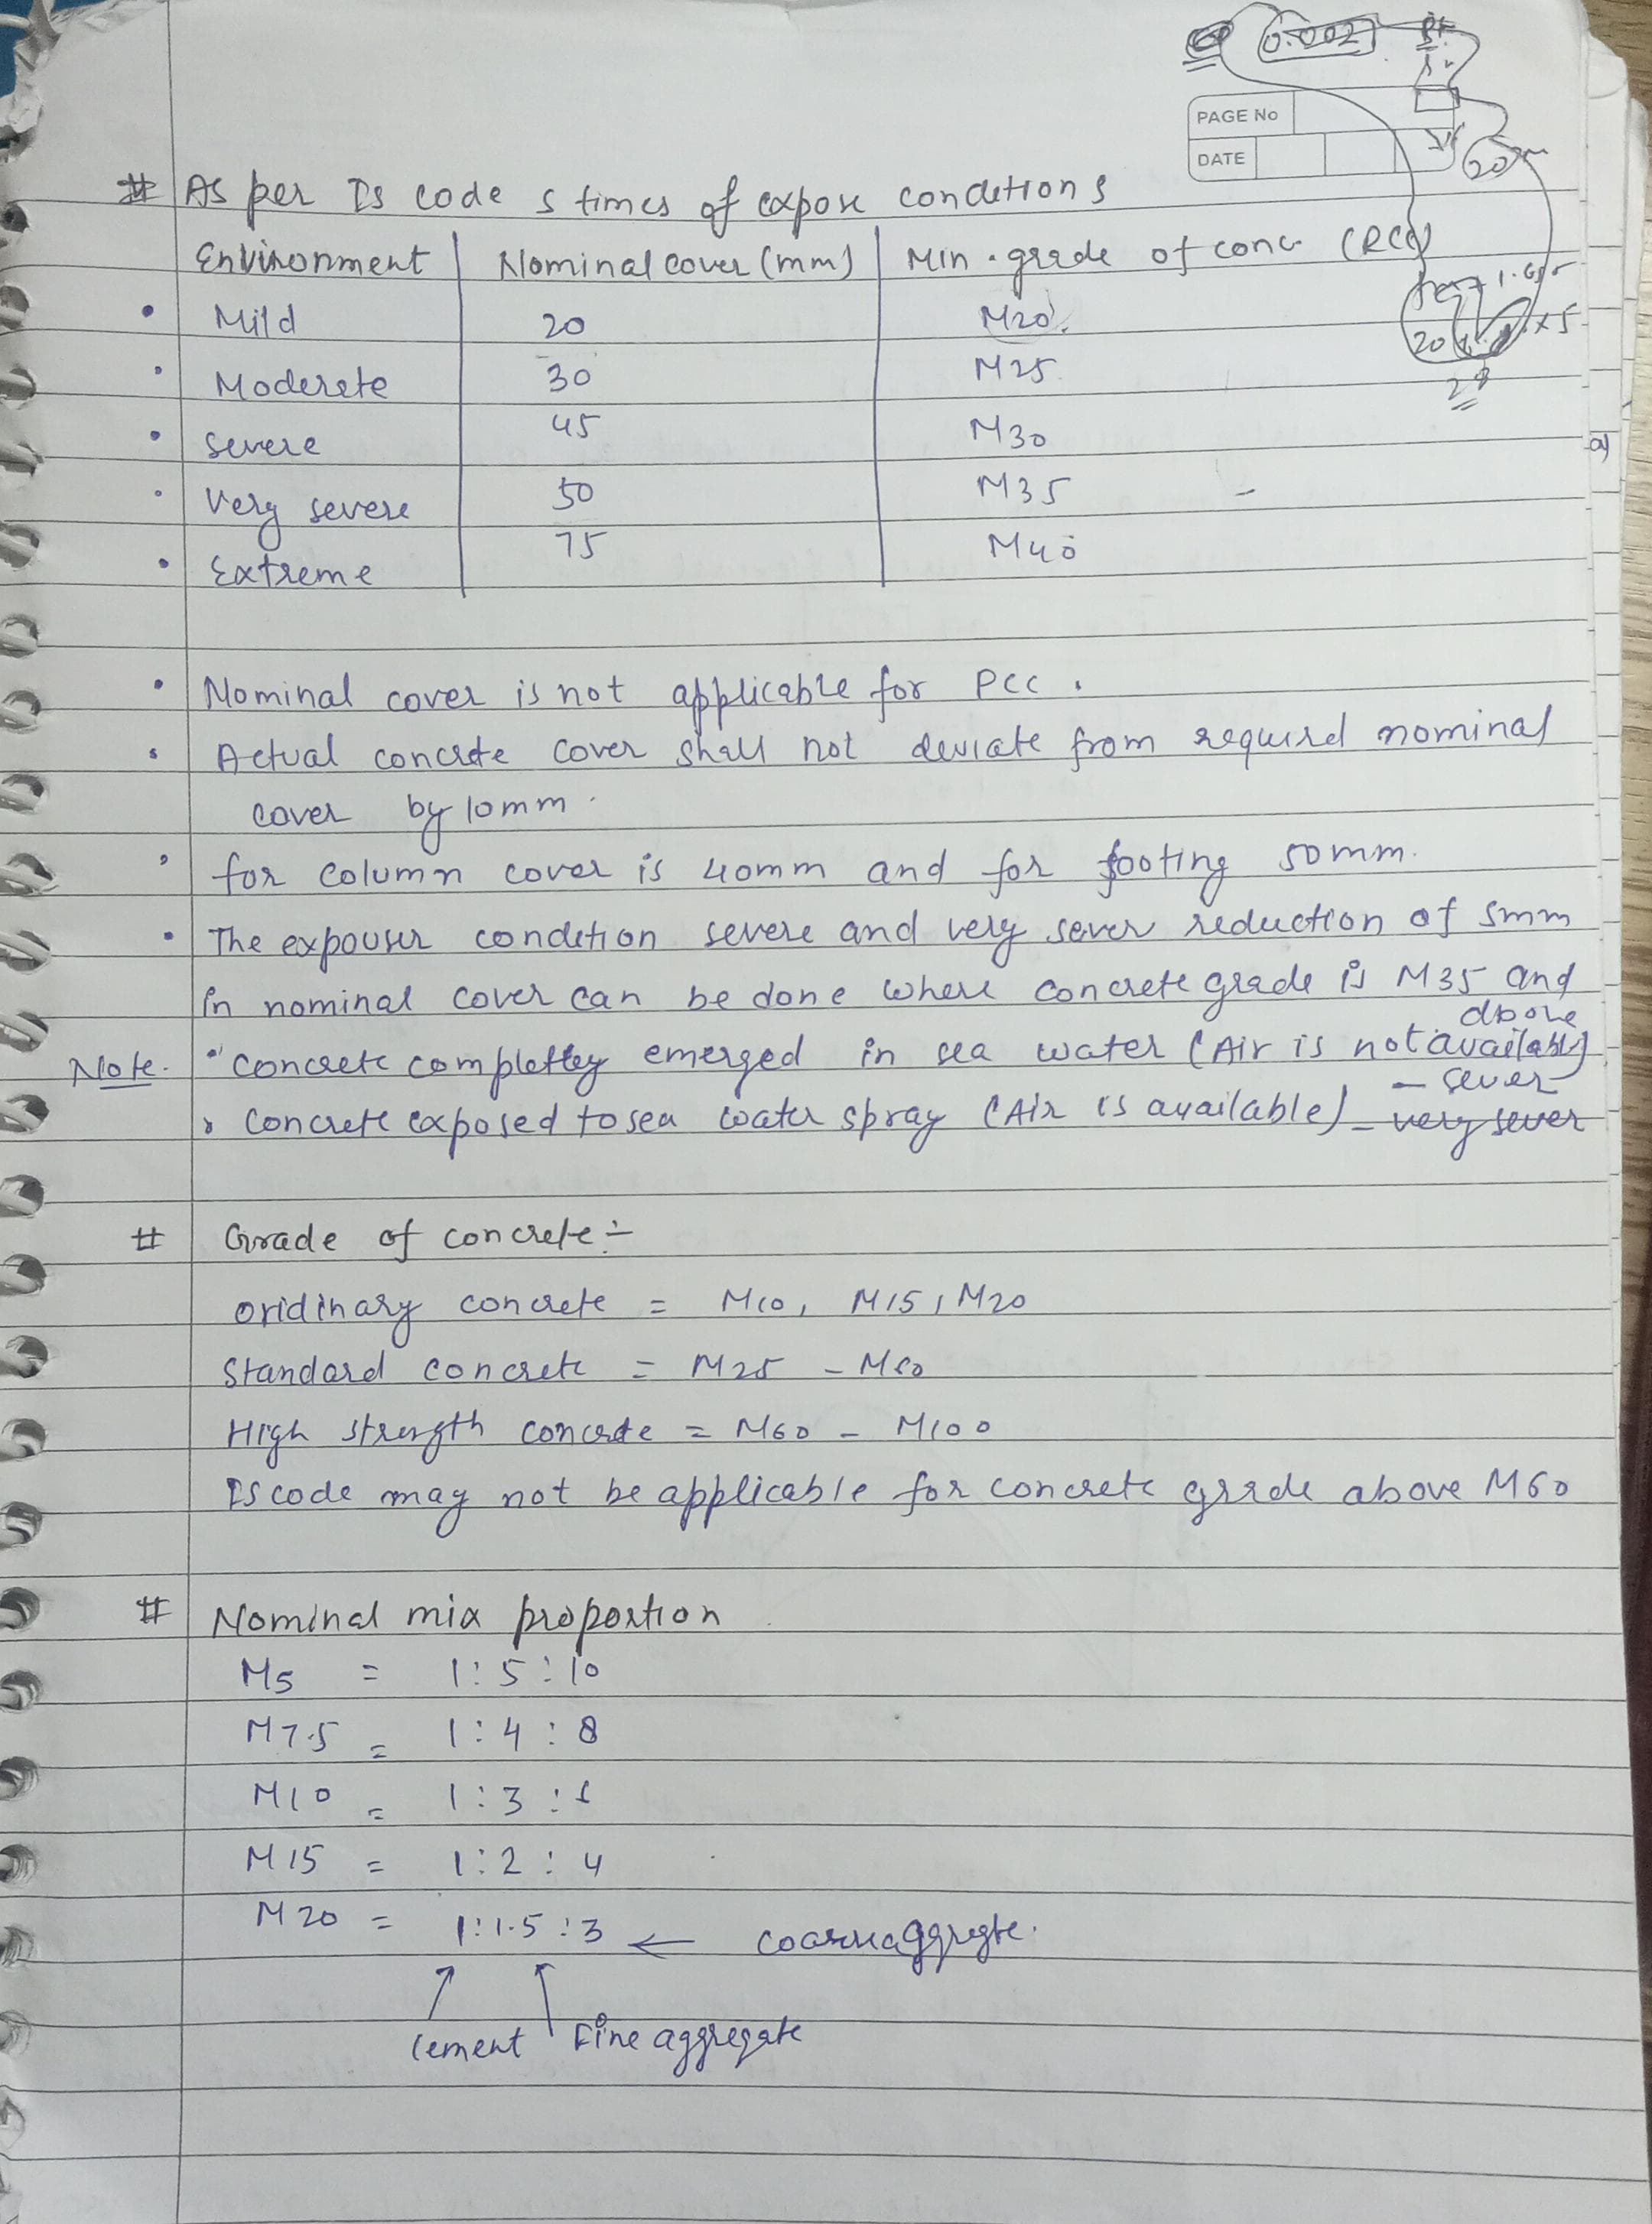 0.002
PAGE No
DATE
20
# As per Is code 5 times of expose conditions
Environment | Nominal cover (mm) | Min. grade of conc (RCC)
• Mild 20 M20.
• Moderete 30 M25
• severe 45 M30
• Very severe 50 M35 -
• Extreme 75 M40
x 5
20
28
a)
• Nominal cover is not applicable for PCC.
• Actual concrete cover shall not deviate from required nominal
cover by 10mm.
• for column cover is 40mm and for footing 50mm.
• The expouser condition severe and very sever reduction of 5mm
in nominal cover can be done where concrete grade is M35 and
above
Note. • concrete completley emerged in sea water (Air is not available)
- sever
• concrete exposed to sea water spray (Air is available) - very sever
# Grade of concrete:-
oridinary concrete = M10, M15, M20
Standard concrete = M25 - M50
High strength concrete = M60 - M100
IS code may not be applicable for concrete grade above M60
# Nominal mix proportion
M5 = 1:5:10
M7.5 = 1:4:8
M10 = 1:3:6
M15 = 1:2:4
M20 = 1:1.5:3 ← coarse aggregate.
cement Fine aggregate